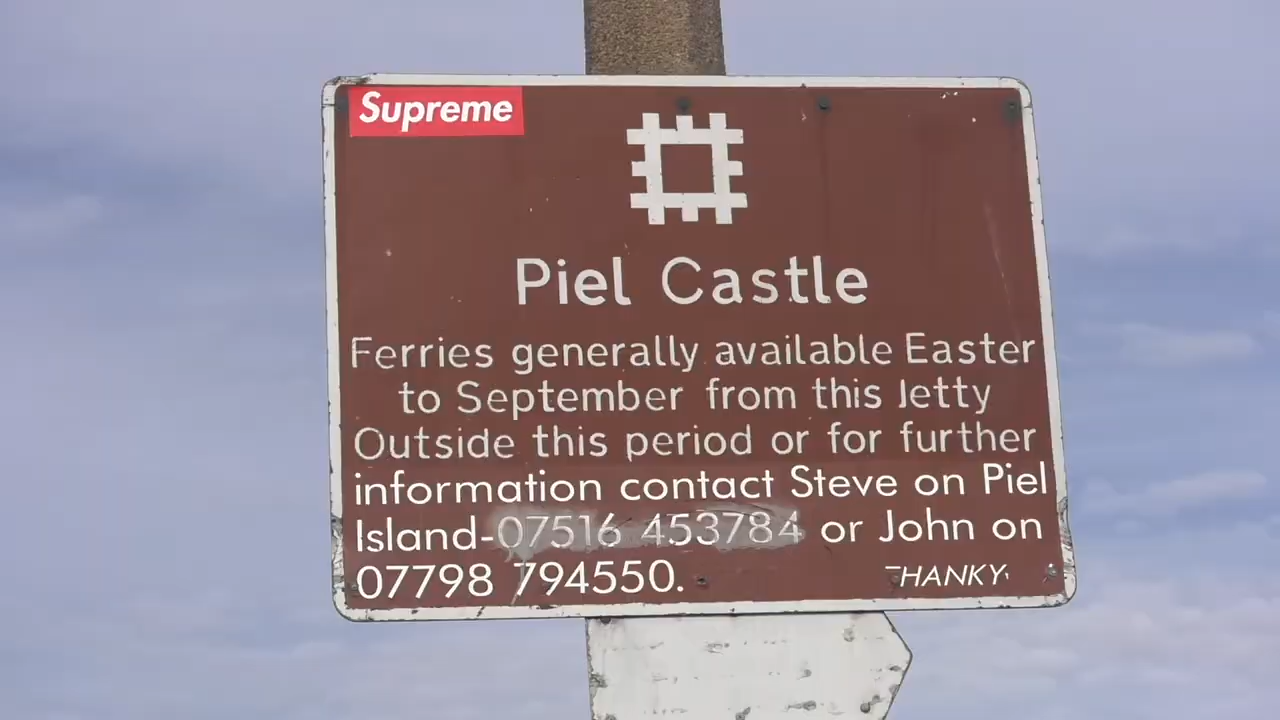 Supreme
Piel Castle
Ferries generally available Easter
to September from this Jetty
Outside this period or for further
information contact Steve on Piel
Island-07516 453784 or John on
07798 794550.
THANKY